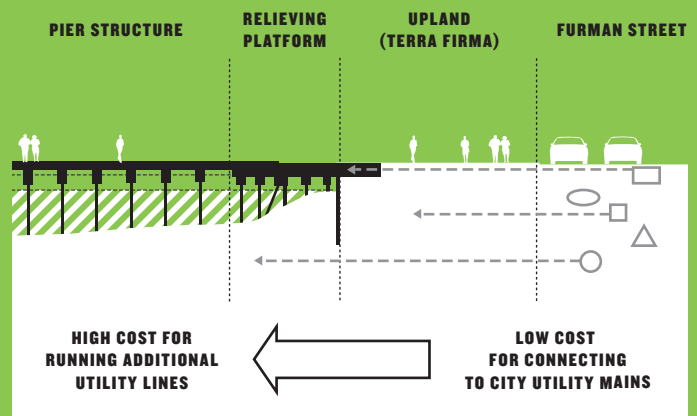 PIER STRUCTURE
RELIEVING
PLATFORM
UPLAND
(TERRA FIRMA)
FURMAN STREET
HIGH COST FOR
RUNNING ADDITIONAL
UTILITY LINES
LOW COST
FOR CONNECTING
TO CITY UTILITY MAINS